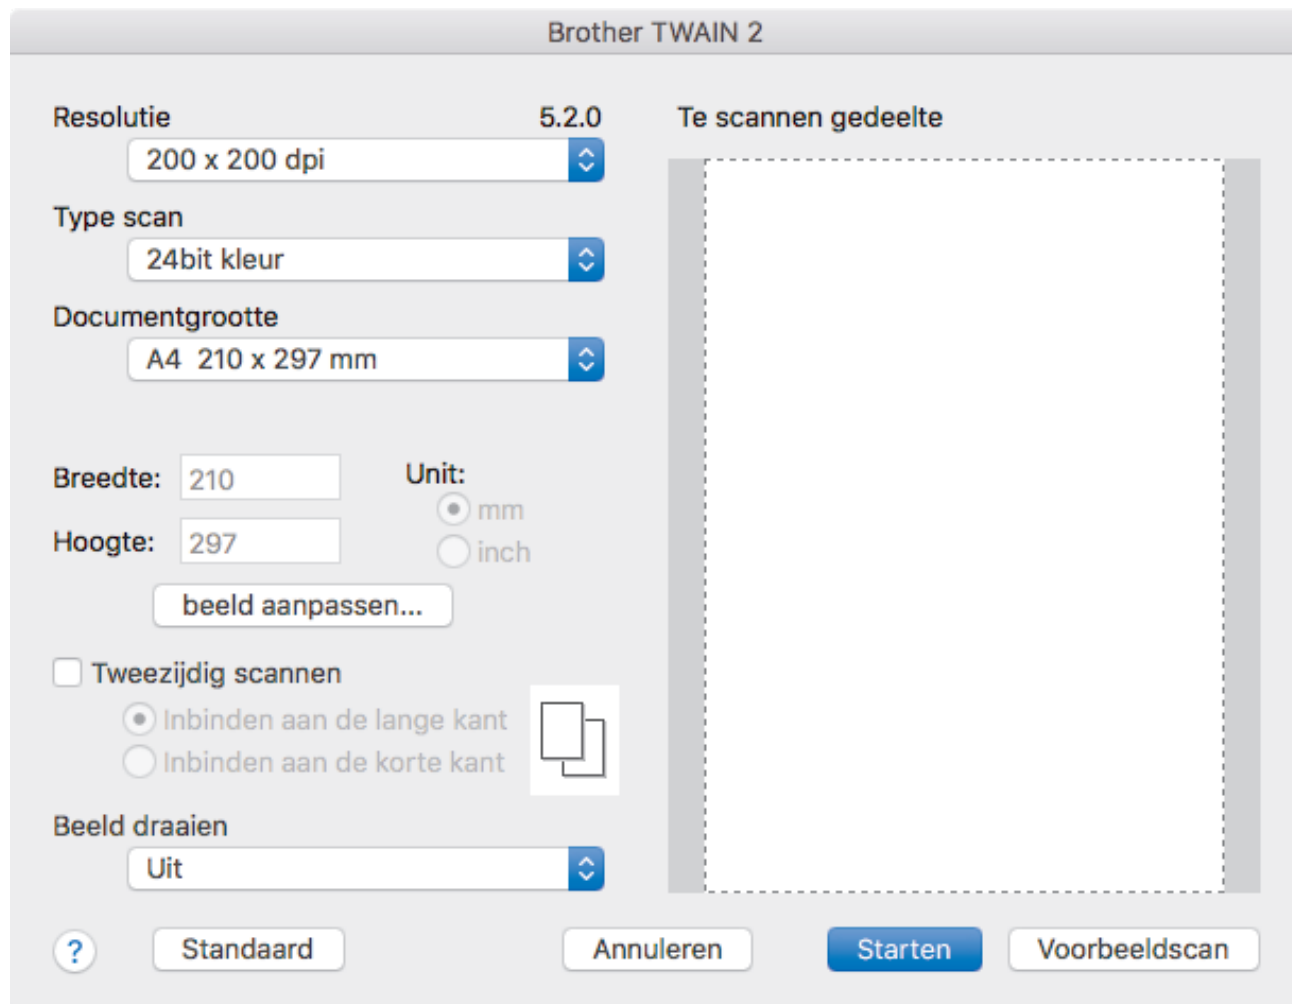 Brother TWAIN 2
Resolutie 5.2.0
200 x 200 dpi
Type scan
24bit kleur
Documentgrootte
A4 210 x 297 mm
Breedte: 210
Hoogte: 297
Unit:
mm
inch
beeld aanpassen...
Tweezijdig scannen
Inbinden aan de lange kant
Inbinden aan de korte kant
Beeld draaien
Uit
Te scannen gedeelte
? Standaard Annuleren Starten Voorbeeldscan